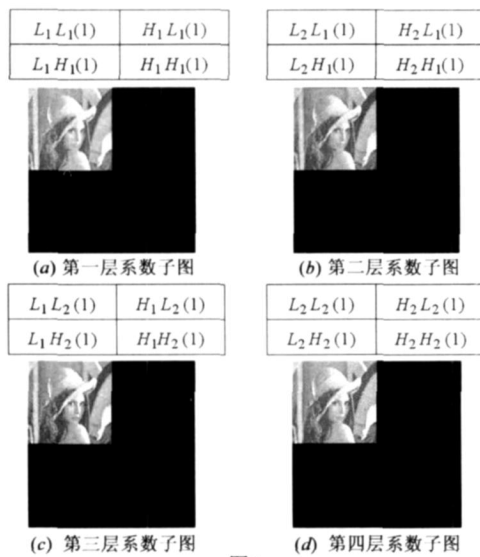 L₁L₁(1) H₁L₁(1)
L₁H₁(1) H₁H₁(1)
L₂L₁(1) H₂L₁(1)
L₂H₁(1) H₂H₁(1)
(a) 第一层系数子图
(b) 第二层系数子图
L₁L₂(1) H₁L₂(1)
L₁H₂(1) H₁H₂(1)
L₂L₂(1) H₂L₂(1)
L₂H₂(1) H₂H₂(1)
(c) 第三层系数子图
(d) 第四层系数子图